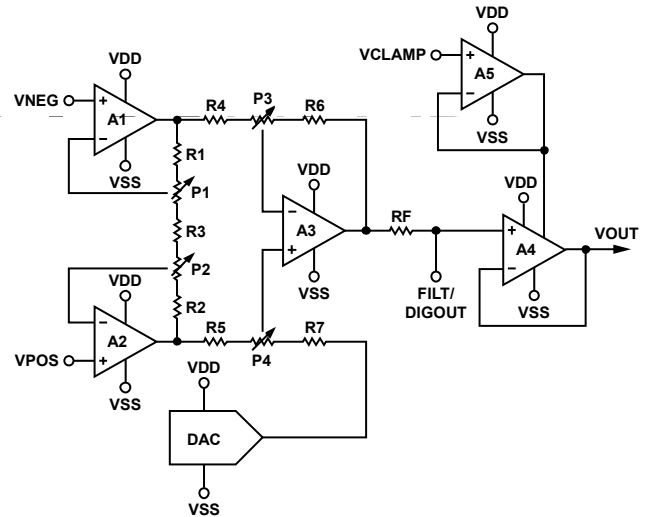 VDD
VCLAMP
+
A5
−
VSS
VDD
VNEG
+
A1
−
VSS
R4
P3
R6
R1
P1
R3
P2
R2
VDD
−
A3
+
VSS
RF
FILT/
DIGOUT
VDD
+
A4
−
VSS
VOUT
VDD
−
A2
VPOS
+
VSS
R5
P4
R7
VDD
DAC
VSS